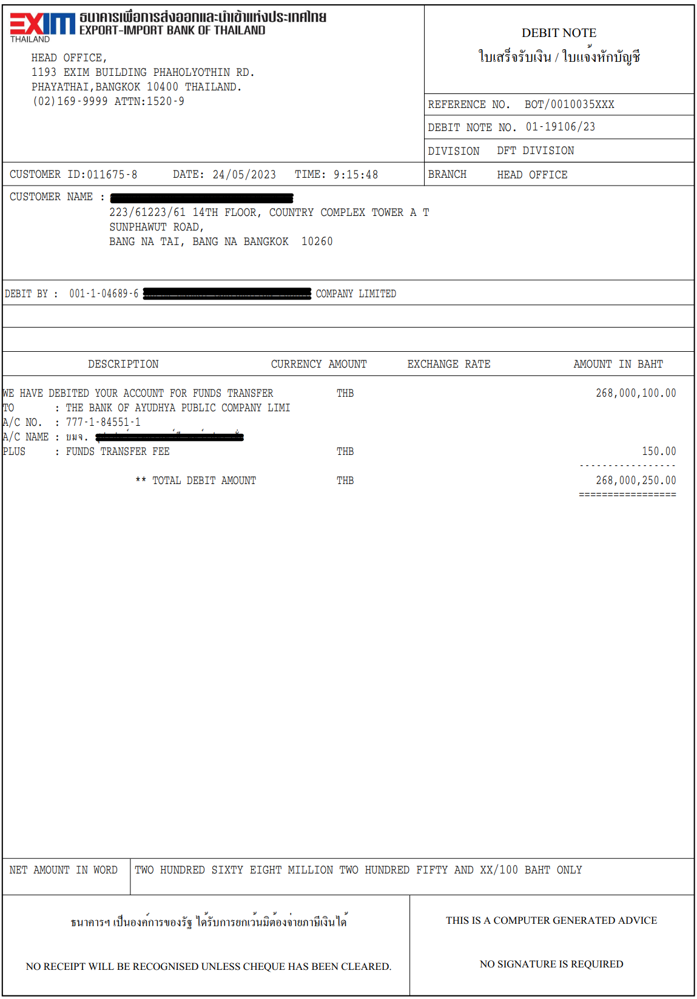 EXIM THAILAND
ธนาคารเพื่อการส่งออกและนำเข้าแห่งประเทศไทย
EXPORT-IMPORT BANK OF THAILAND
HEAD OFFICE,
1193 EXIM BUILDING PHAHOLYOTHIN RD.
PHAYATHAI,BANGKOK 10400 THAILAND.
(02)169-9999 ATTN:1520-9
DEBIT NOTE
ใบเสร็จรับเงิน / ใบแจ้งหักบัญชี
REFERENCE NO. BOT/0010035XXX
DEBIT NOTE NO. 01-19106/23
DIVISION DFT DIVISION
CUSTOMER ID:011675-8 DATE: 24/05/2023 TIME: 9:15:48
BRANCH HEAD OFFICE
CUSTOMER NAME :
223/61223/61 14TH FLOOR, COUNTRY COMPLEX TOWER A T
SUNPHAWUT ROAD,
BANG NA TAI, BANG NA BANGKOK 10260
DEBIT BY : 001-1-04689-6 COMPANY LIMITED
DESCRIPTION CURRENCY AMOUNT EXCHANGE RATE AMOUNT IN BAHT
WE HAVE DEBITED YOUR ACCOUNT FOR FUNDS TRANSFER THB 268,000,100.00
TO : THE BANK OF AYUDHYA PUBLIC COMPANY LIMI
A/C NO. : 777-1-84551-1
A/C NAME : บมจ.
PLUS : FUNDS TRANSFER FEE THB 150.00
-----------------
** TOTAL DEBIT AMOUNT THB 268,000,250.00
=================
NET AMOUNT IN WORD TWO HUNDRED SIXTY EIGHT MILLION TWO HUNDRED FIFTY AND XX/100 BAHT ONLY
ธนาคารฯ เป็นองค์การของรัฐ ได้รับการยกเว้นมิต้องจ่ายภาษีเงินได้
NO RECEIPT WILL BE RECOGNISED UNLESS CHEQUE HAS BEEN CLEARED.
THIS IS A COMPUTER GENERATED ADVICE
NO SIGNATURE IS REQUIRED